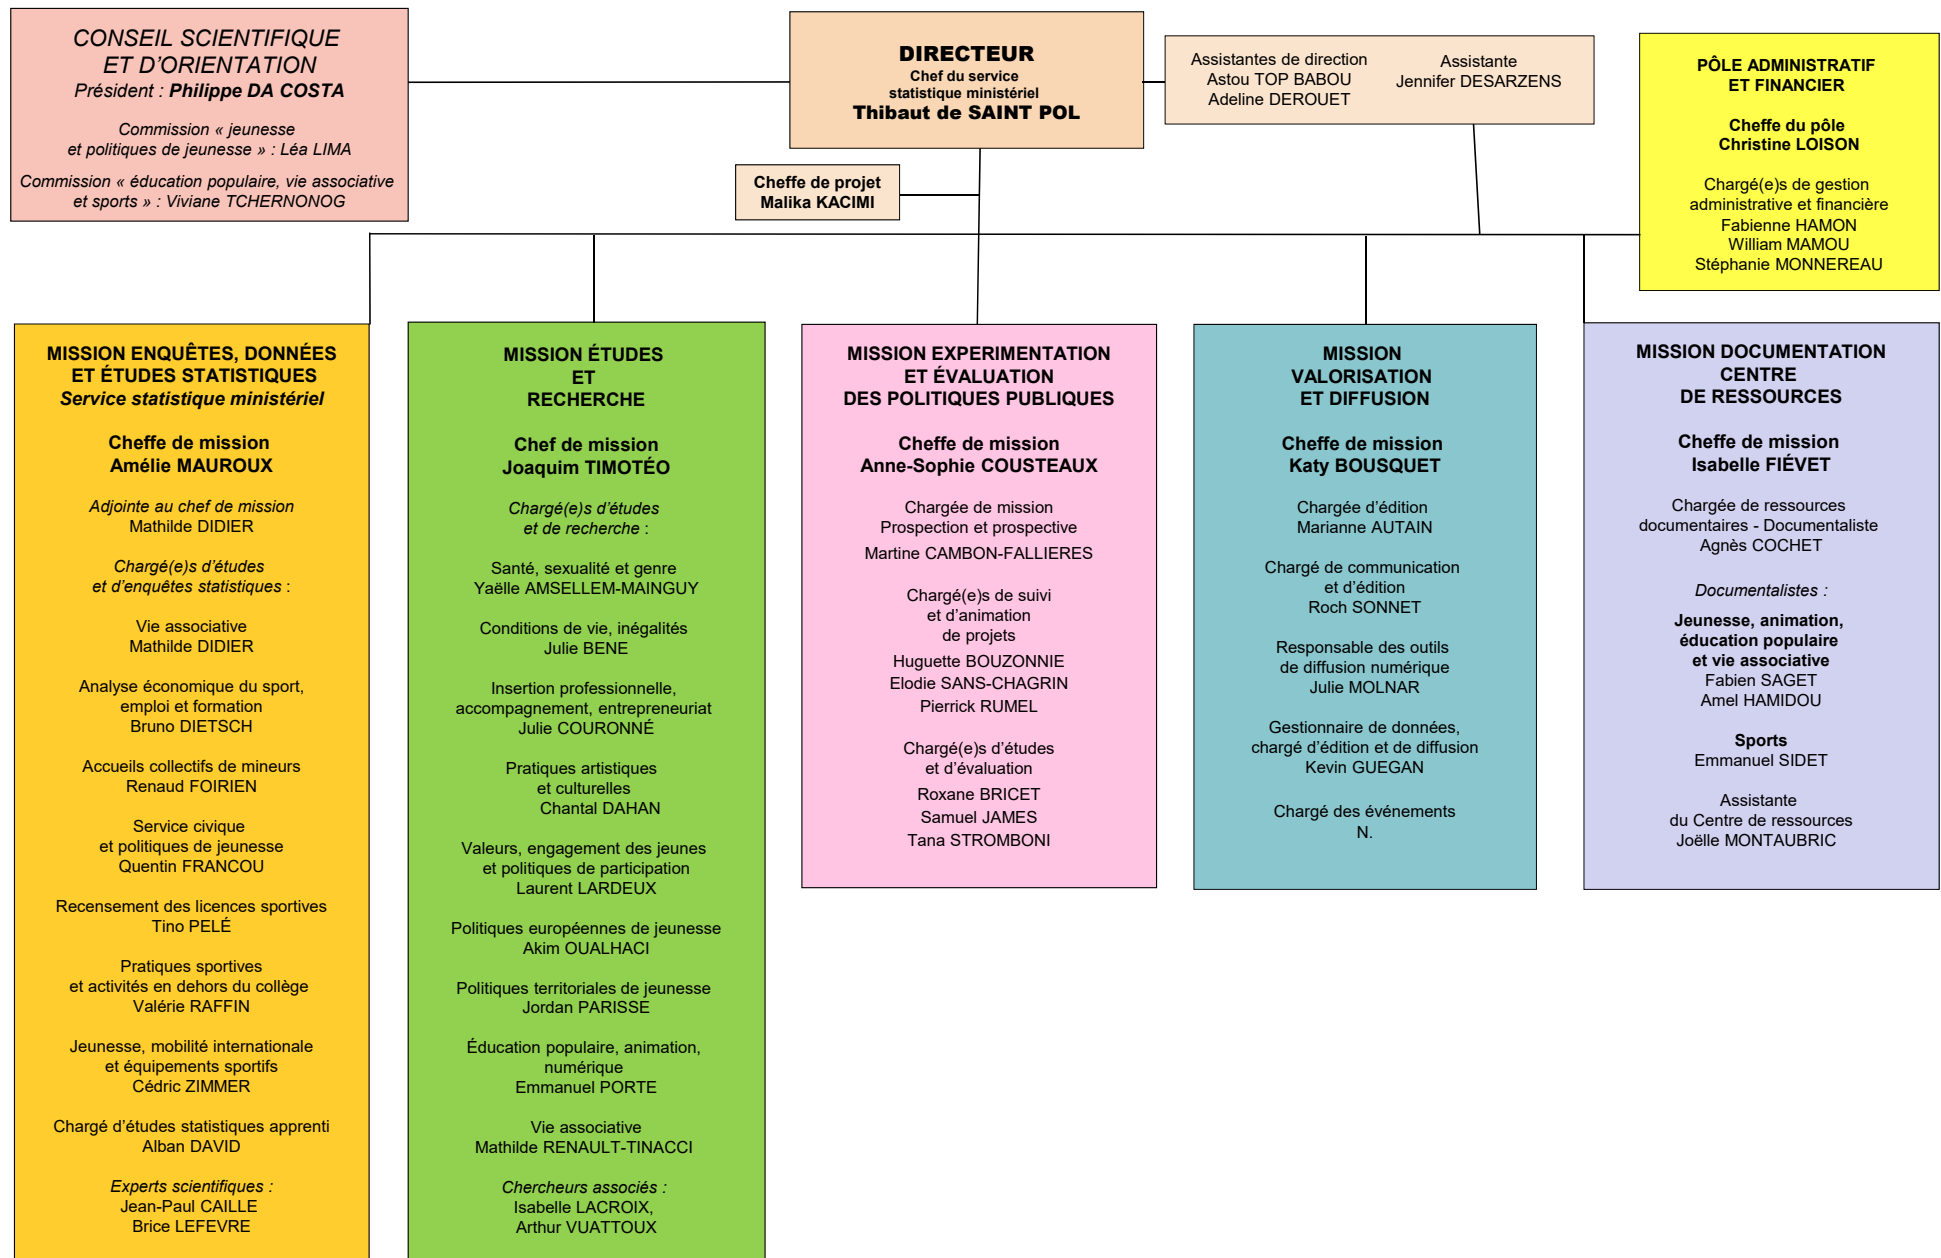 CONSEIL SCIENTIFIQUE
ET D'ORIENTATION
Président : Philippe DA COSTA
Commission « jeunesse
et politiques de jeunesse » : Léa LIMA
Commission « éducation populaire, vie associative
et sports » : Viviane TCHERNONOG
DIRECTEUR
Chef du service
statistique ministériel
Thibaut de SAINT POL
Assistantes de direction
Astou TOP BABOU
Adeline DEROUET
Assistante
Jennifer DESARZENS
PÔLE ADMINISTRATIF
ET FINANCIER
Cheffe du pôle
Christine LOISON
Chargé(e)s de gestion
administrative et financière
Fabienne HAMON
William MAMOU
Stéphanie MONNEREAU
Cheffe de projet
Malika KACIMI
MISSION ENQUÊTES, DONNÉES
ET ÉTUDES STATISTIQUES
Service statistique ministériel
Cheffe de mission
Amélie MAUROUX
Adjointe au chef de mission
Mathilde DIDIER
Chargé(e)s d'études
et d'enquêtes statistiques :
Vie associative
Mathilde DIDIER
Analyse économique du sport,
emploi et formation
Bruno DIETSCH
Accueils collectifs de mineurs
Renaud FOIRIEN
Service civique
et politiques de jeunesse
Quentin FRANCOU
Recensement des licences sportives
Tino PELÉ
Pratiques sportives
et activités en dehors du collège
Valérie RAFFIN
Jeunesse, mobilité internationale
et équipements sportifs
Cédric ZIMMER
Chargé d'études statistiques apprenti
Alban DAVID
Experts scientifiques :
Jean-Paul CAILLE
Brice LEFEVRE
MISSION ÉTUDES
ET
RECHERCHE
Chef de mission
Joaquim TIMOTÉO
Chargé(e)s d'études
et de recherche :
Santé, sexualité et genre
Yaëlle AMSELLEM-MAINGUY
Conditions de vie, inégalités
Julie BENE
Insertion professionnelle,
accompagnement, entrepreneuriat
Julie COURONNÉ
Pratiques artistiques
et culturelles
Chantal DAHAN
Valeurs, engagement des jeunes
et politiques de participation
Laurent LARDEUX
Politiques européennes de jeunesse
Akim OUALHACI
Politiques territoriales de jeunesse
Jordan PARISSE
Éducation populaire, animation,
numérique
Emmanuel PORTE
Vie associative
Mathilde RENAULT-TINACCI
Chercheurs associés :
Isabelle LACROIX,
Arthur VUATTOUX
MISSION EXPERIMENTATION
ET ÉVALUATION
DES POLITIQUES PUBLIQUES
Cheffe de mission
Anne-Sophie COUSTEAUX
Chargée de mission
Prospection et prospective
Martine CAMBON-FALLIERES
Chargé(e)s de suivi
et d'animation
de projets
Huguette BOUZONNIE
Elodie SANS-CHAGRIN
Pierrick RUMEL
Chargé(e)s d'études
et d'évaluation
Roxane BRICET
Samuel JAMES
Tana STROMBONI
MISSION
VALORISATION
ET DIFFUSION
Cheffe de mission
Katy BOUSQUET
Chargée d'édition
Marianne AUTAIN
Chargé de communication
et d'édition
Roch SONNET
Responsable des outils
de diffusion numérique
Julie MOLNAR
Gestionnaire de données,
chargé d'édition et de diffusion
Kevin GUEGAN
Chargé des événements
N.
MISSION DOCUMENTATION
CENTRE
DE RESSOURCES
Cheffe de mission
Isabelle FIÉVET
Chargée de ressources
documentaires - Documentaliste
Agnès COCHET
Documentalistes :
Jeunesse, animation,
éducation populaire
et vie associative
Fabien SAGET
Amel HAMIDOU
Sports
Emmanuel SIDET
Assistante
du Centre de ressources
Joëlle MONTAUBRIC